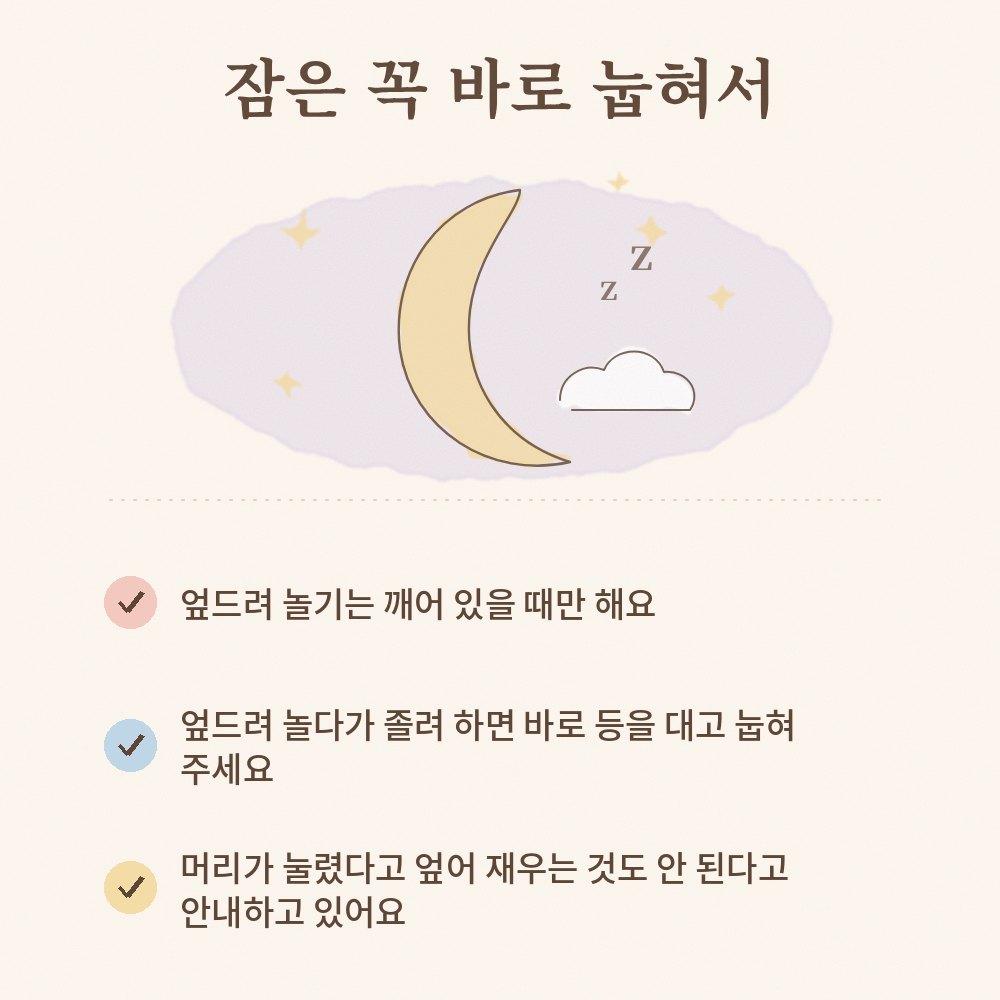 잠은 꼭 바로 눕혀서
Z
z
엎드려 놀기는 깨어 있을 때만 해요
엎드려 놀다가 졸려 하면 바로 등을 대고 눕혀
주세요
머리가 눌렸다고 엎어 재우는 것도 안 된다고
안내하고 있어요